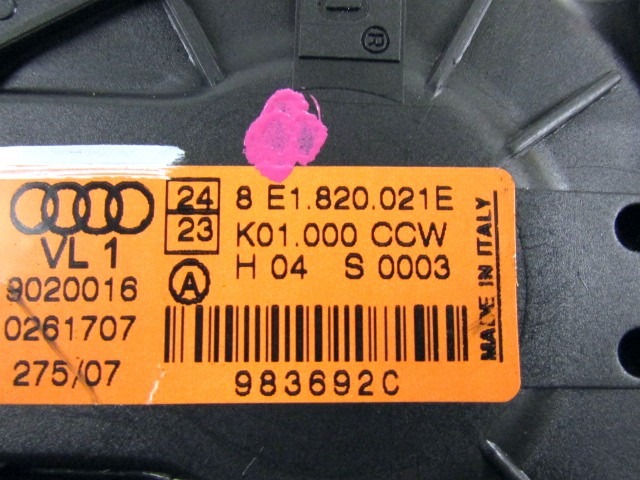 ®
24 8 E1.820.021E
23 K01.000 CCW
VL 1
H 04 S 0003
A
9020016
0261707
275/07
983692C
MADE IN ITALY